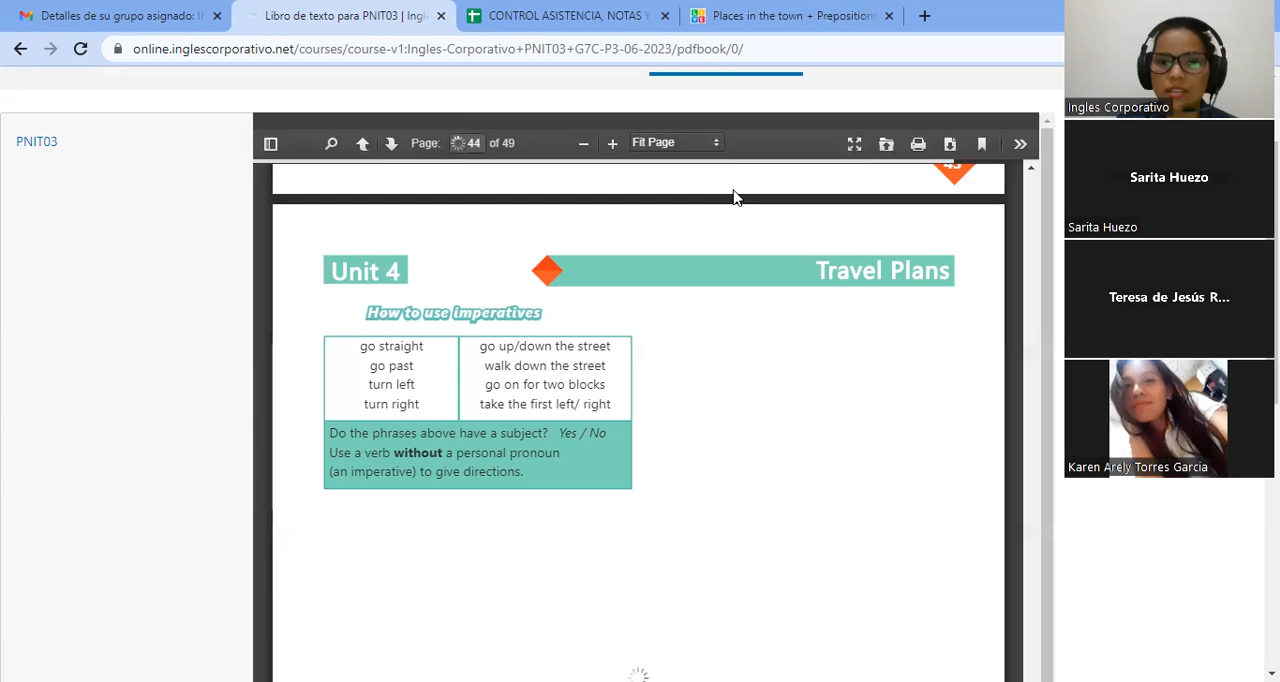 Detalles de su grupo asignado: I
Libro de texto para PNIT03 | Ingl
CONTROL ASISTENCIA, NOTAS Y
Places in the town + Preposition
online.inglescorporativo.net/courses/course-v1:Ingles-Corporativo+PNIT03+G7C-P3-06-2023/pdfbook/0/
PNIT03
Page: 44 of 49
Fit Page
Unit 4
Travel Plans
How to use imperatives
go straight
go past
turn left
turn right
go up/down the street
walk down the street
go on for two blocks
take the first left/ right
Do the phrases above have a subject? Yes / No
Use a verb without a personal pronoun
(an imperative) to give directions.
Ingles Corporativo
Sarita Huezo
Sarita Huezo
Teresa de Jesús R...
Karen Arely Torres Garcia